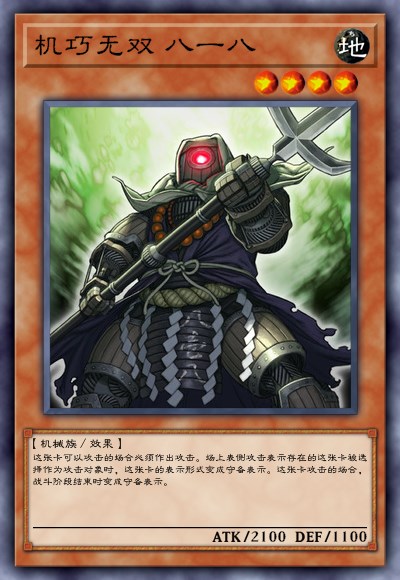 机巧无双 八一八
地
【机械族／效果】
这张卡可以攻击的场合必须作出攻击。场上表侧攻击表示存在的这张卡被选
择作为攻击对象时，这张卡的表示形式变成守备表示。这张卡攻击的场合，
战斗阶段结束时变成守备表示。
ATK/2100 DEF/1100